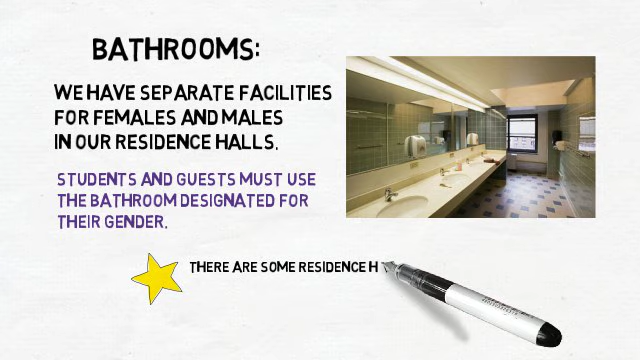 BATHROOMS:
WE HAVE SEPARATE FACILITIES
FOR FEMALES AND MALES
IN OUR RESIDENCE HALLS.
STUDENTS AND GUESTS MUST USE
THE BATHROOM DESIGNATED FOR
THEIR GENDER.
THERE ARE SOME RESIDENCE H